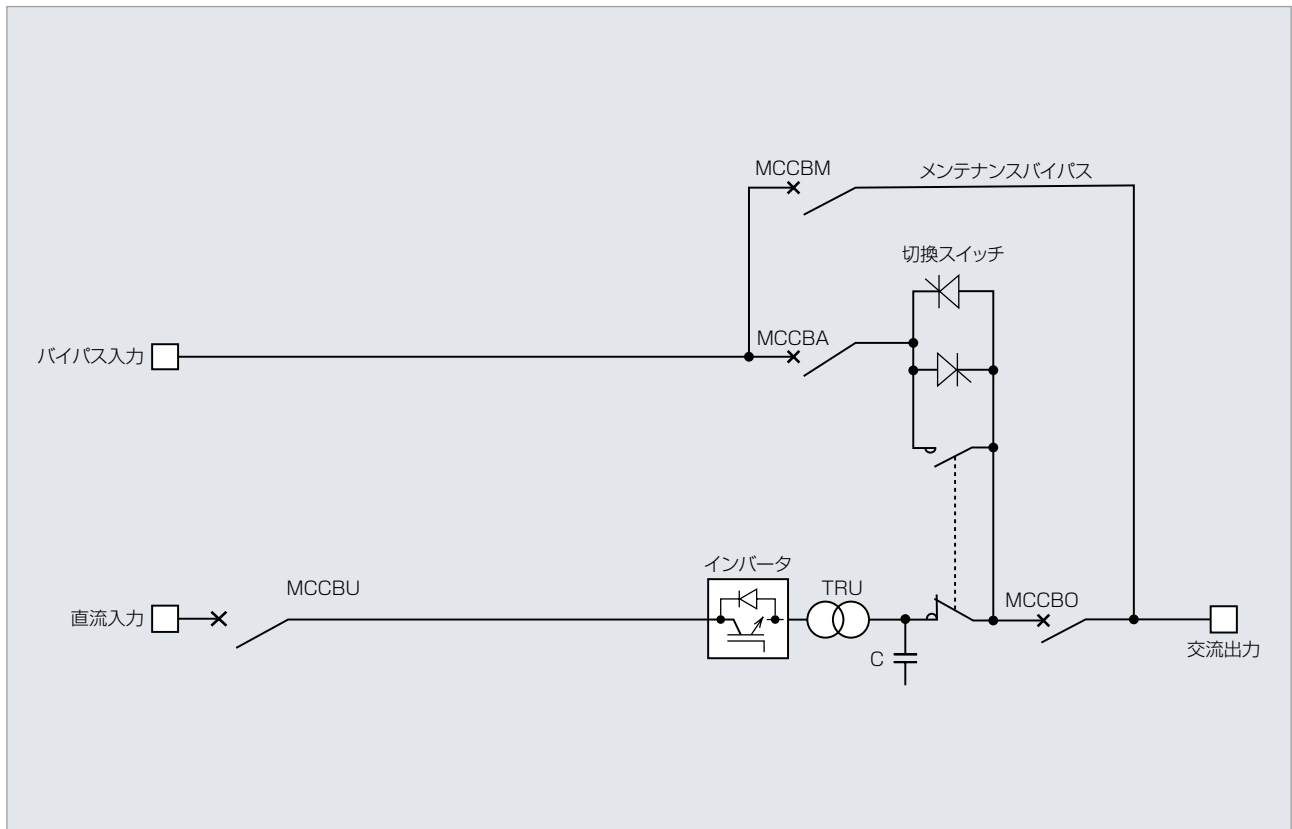 MCCBM
メンテナンスバイパス
切換スイッチ
MCCBA
バイパス入力
インバータ
MCCBU
TRU
MCCBO
直流入力
C
交流出力